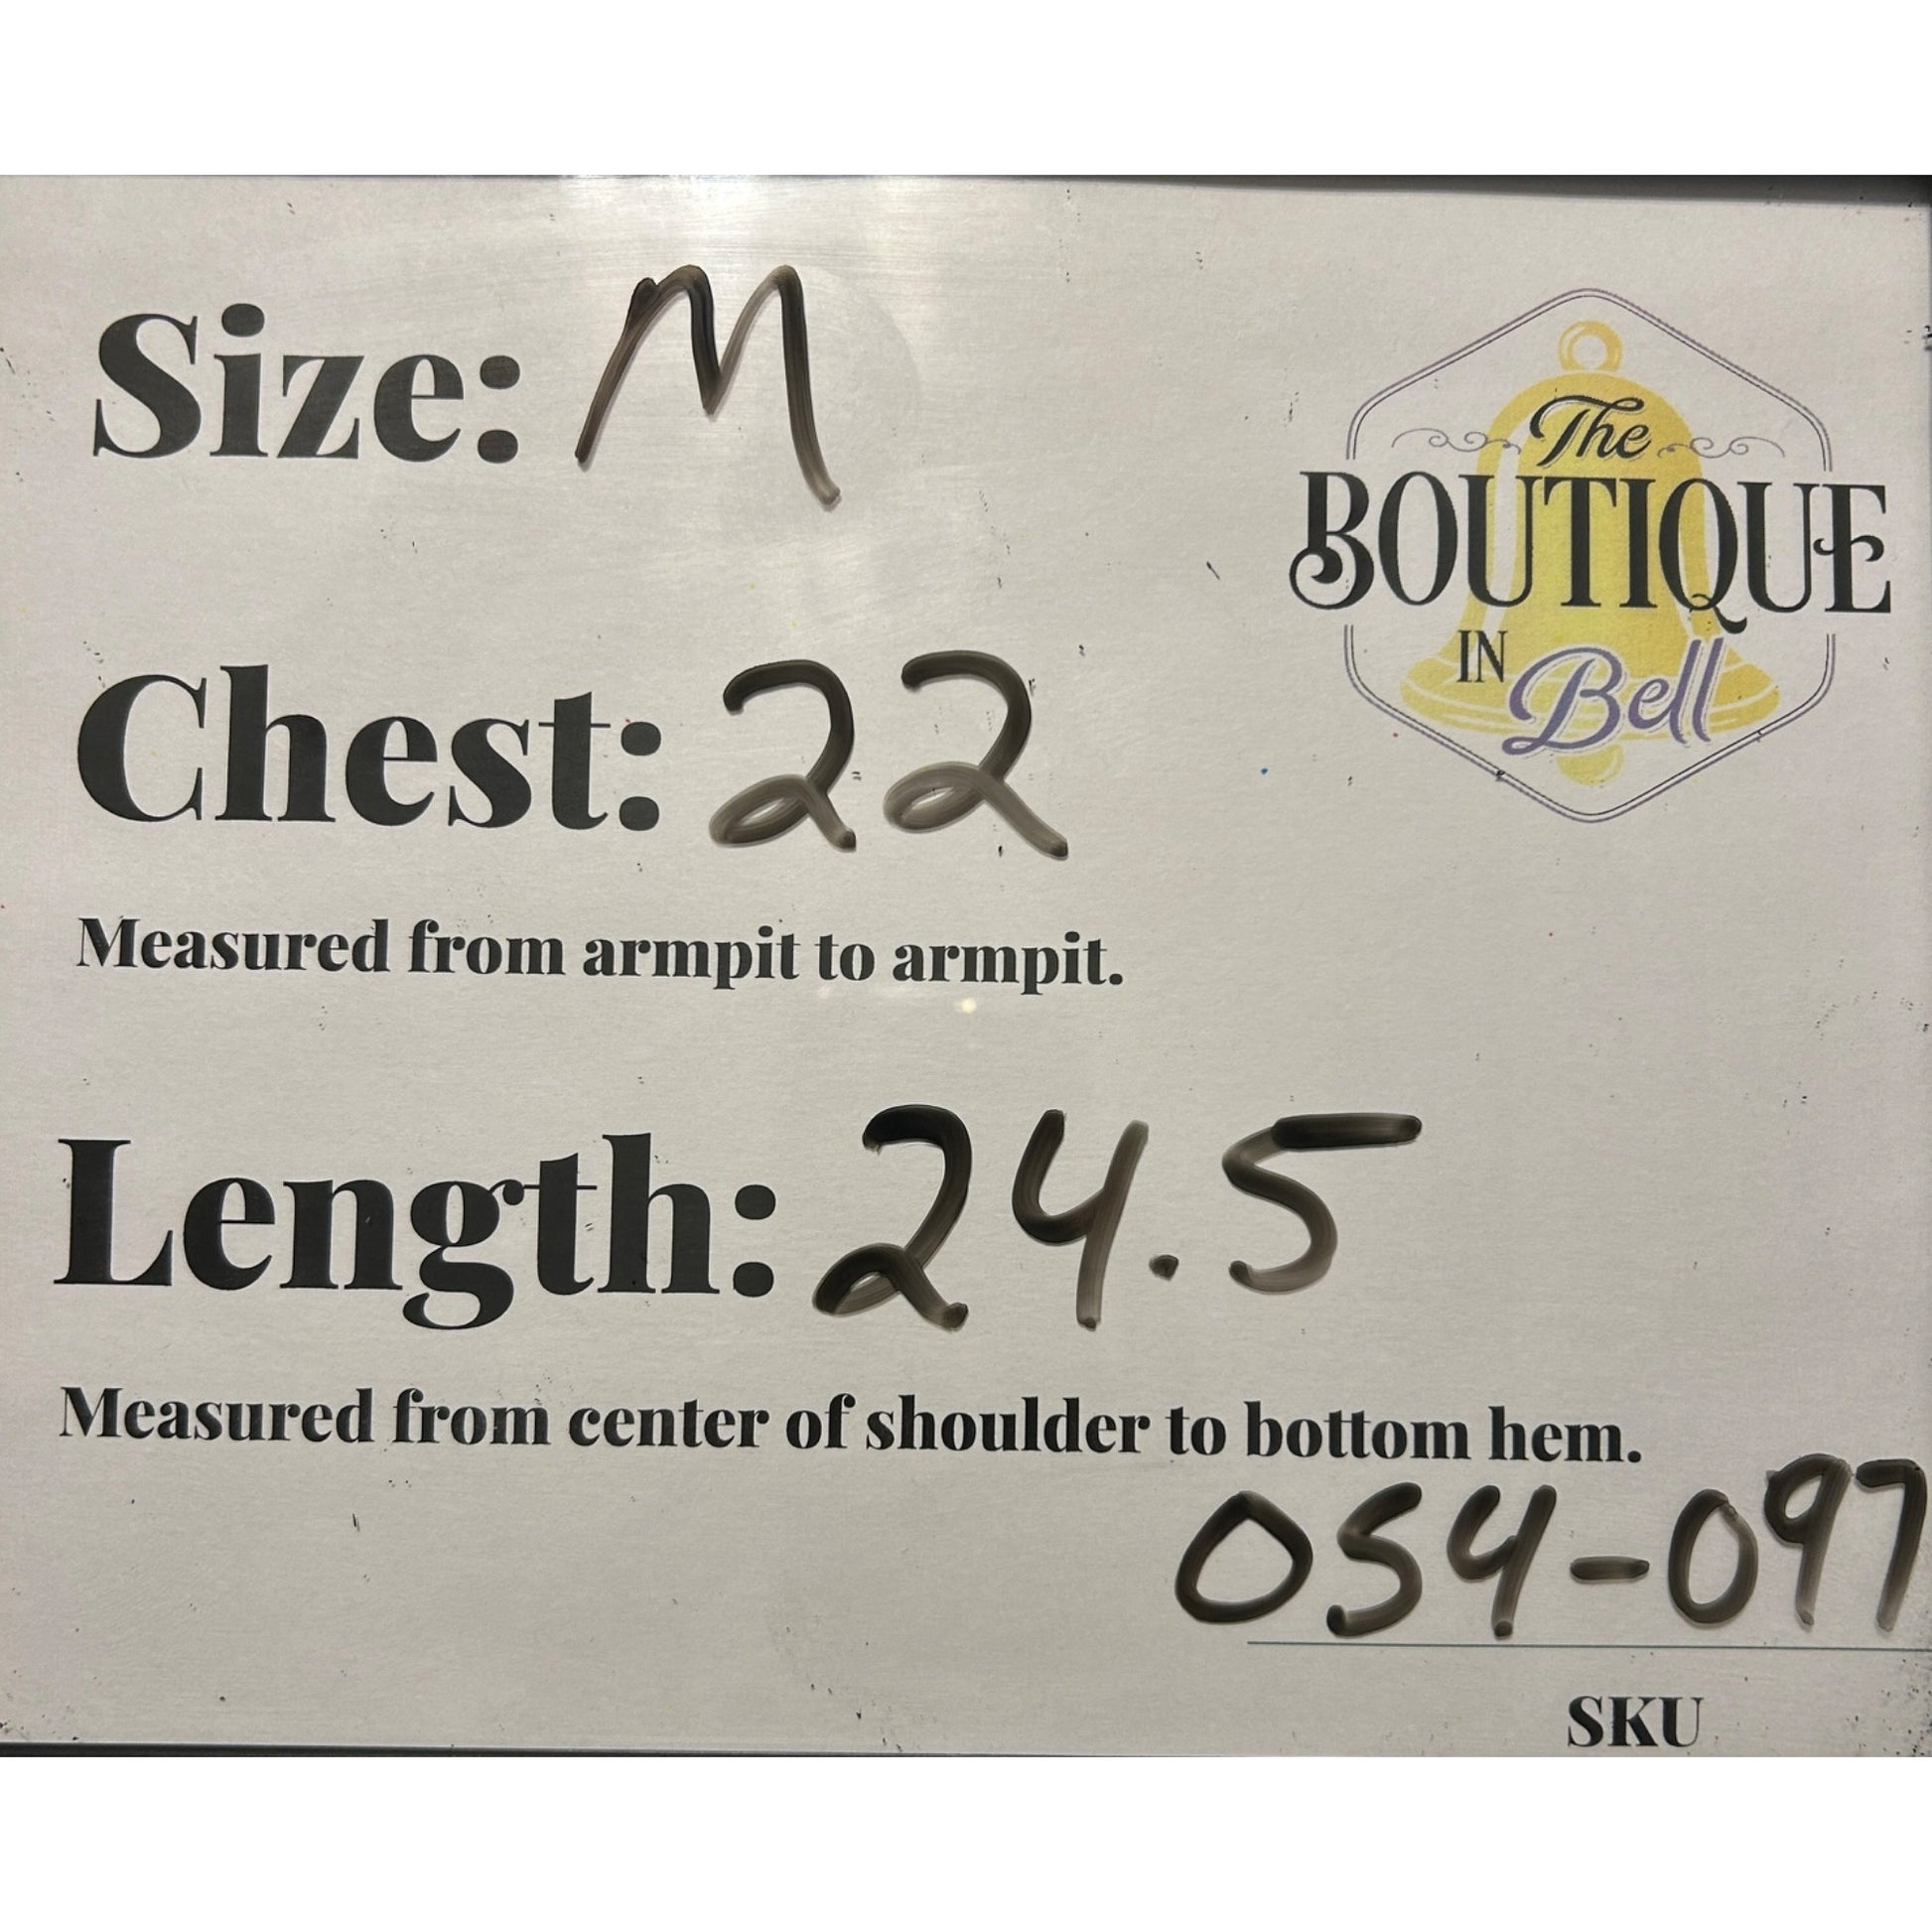 Size: M
The
BOUTIQUE
IN Bell
Chest: 22
Measured from armpit to armpit.
Length: 24.5
Measured from center of shoulder to bottom hem.
054-097
SKU